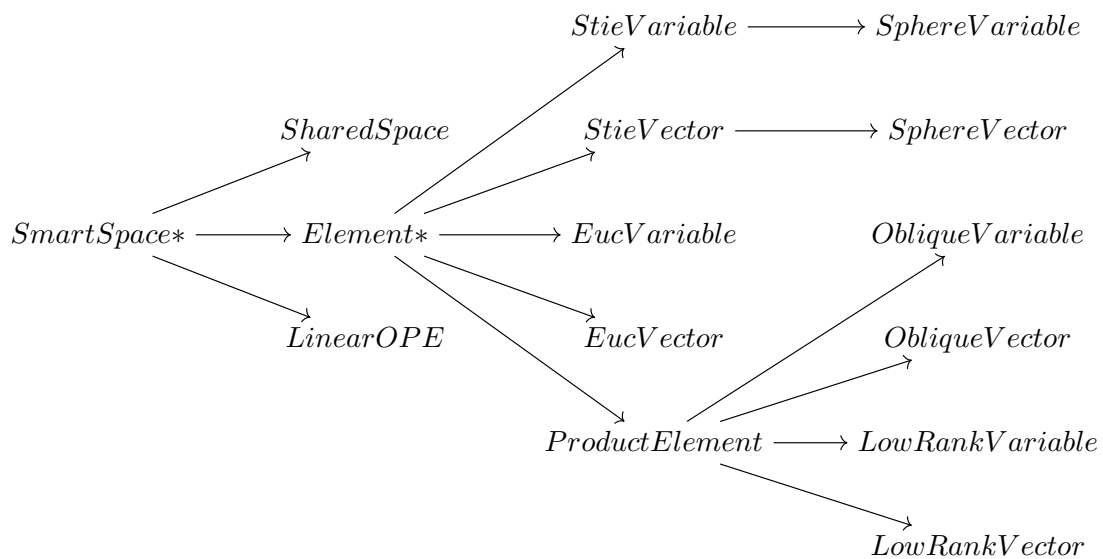 StieVariable SphereVariable
SharedSpace StieVector SphereVector
SmartSpace* Element* EucVariable ObliqueVariable
LinearOPE EucVector ObliqueVector
ProductElement LowRankVariable
LowRankVector